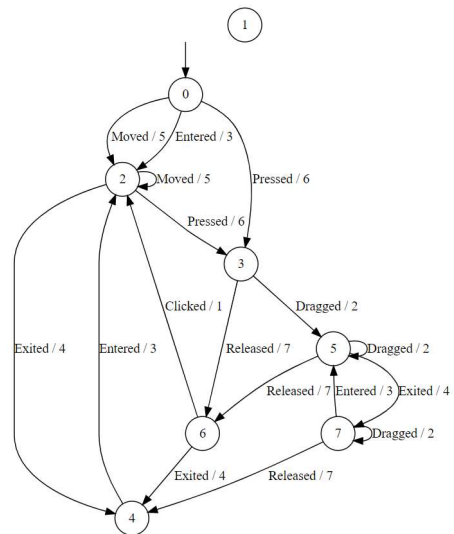 1
0
Moved / 5
Entered / 3
2
Moved / 5
Pressed / 6
Pressed / 6
3
Clicked / 1
Dragged / 2
Exited / 4
Entered / 3
Released / 7
5
Dragged / 2
Released / 7
Entered / 3
Exited / 4
6
7
Dragged / 2
Exited / 4
Released / 7
4